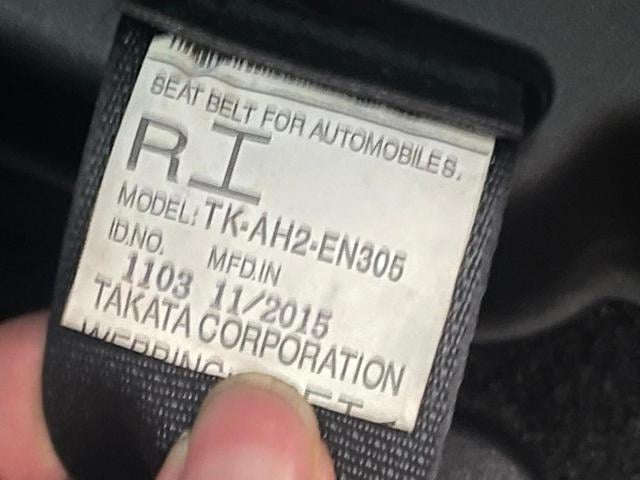 SEAT BELT FOR AUTOMOBILES.
RI
MODEL: TK-AH2-EN305
ID.NO. MFD.IN
1103 11/2015
TAKATA CORPORATION